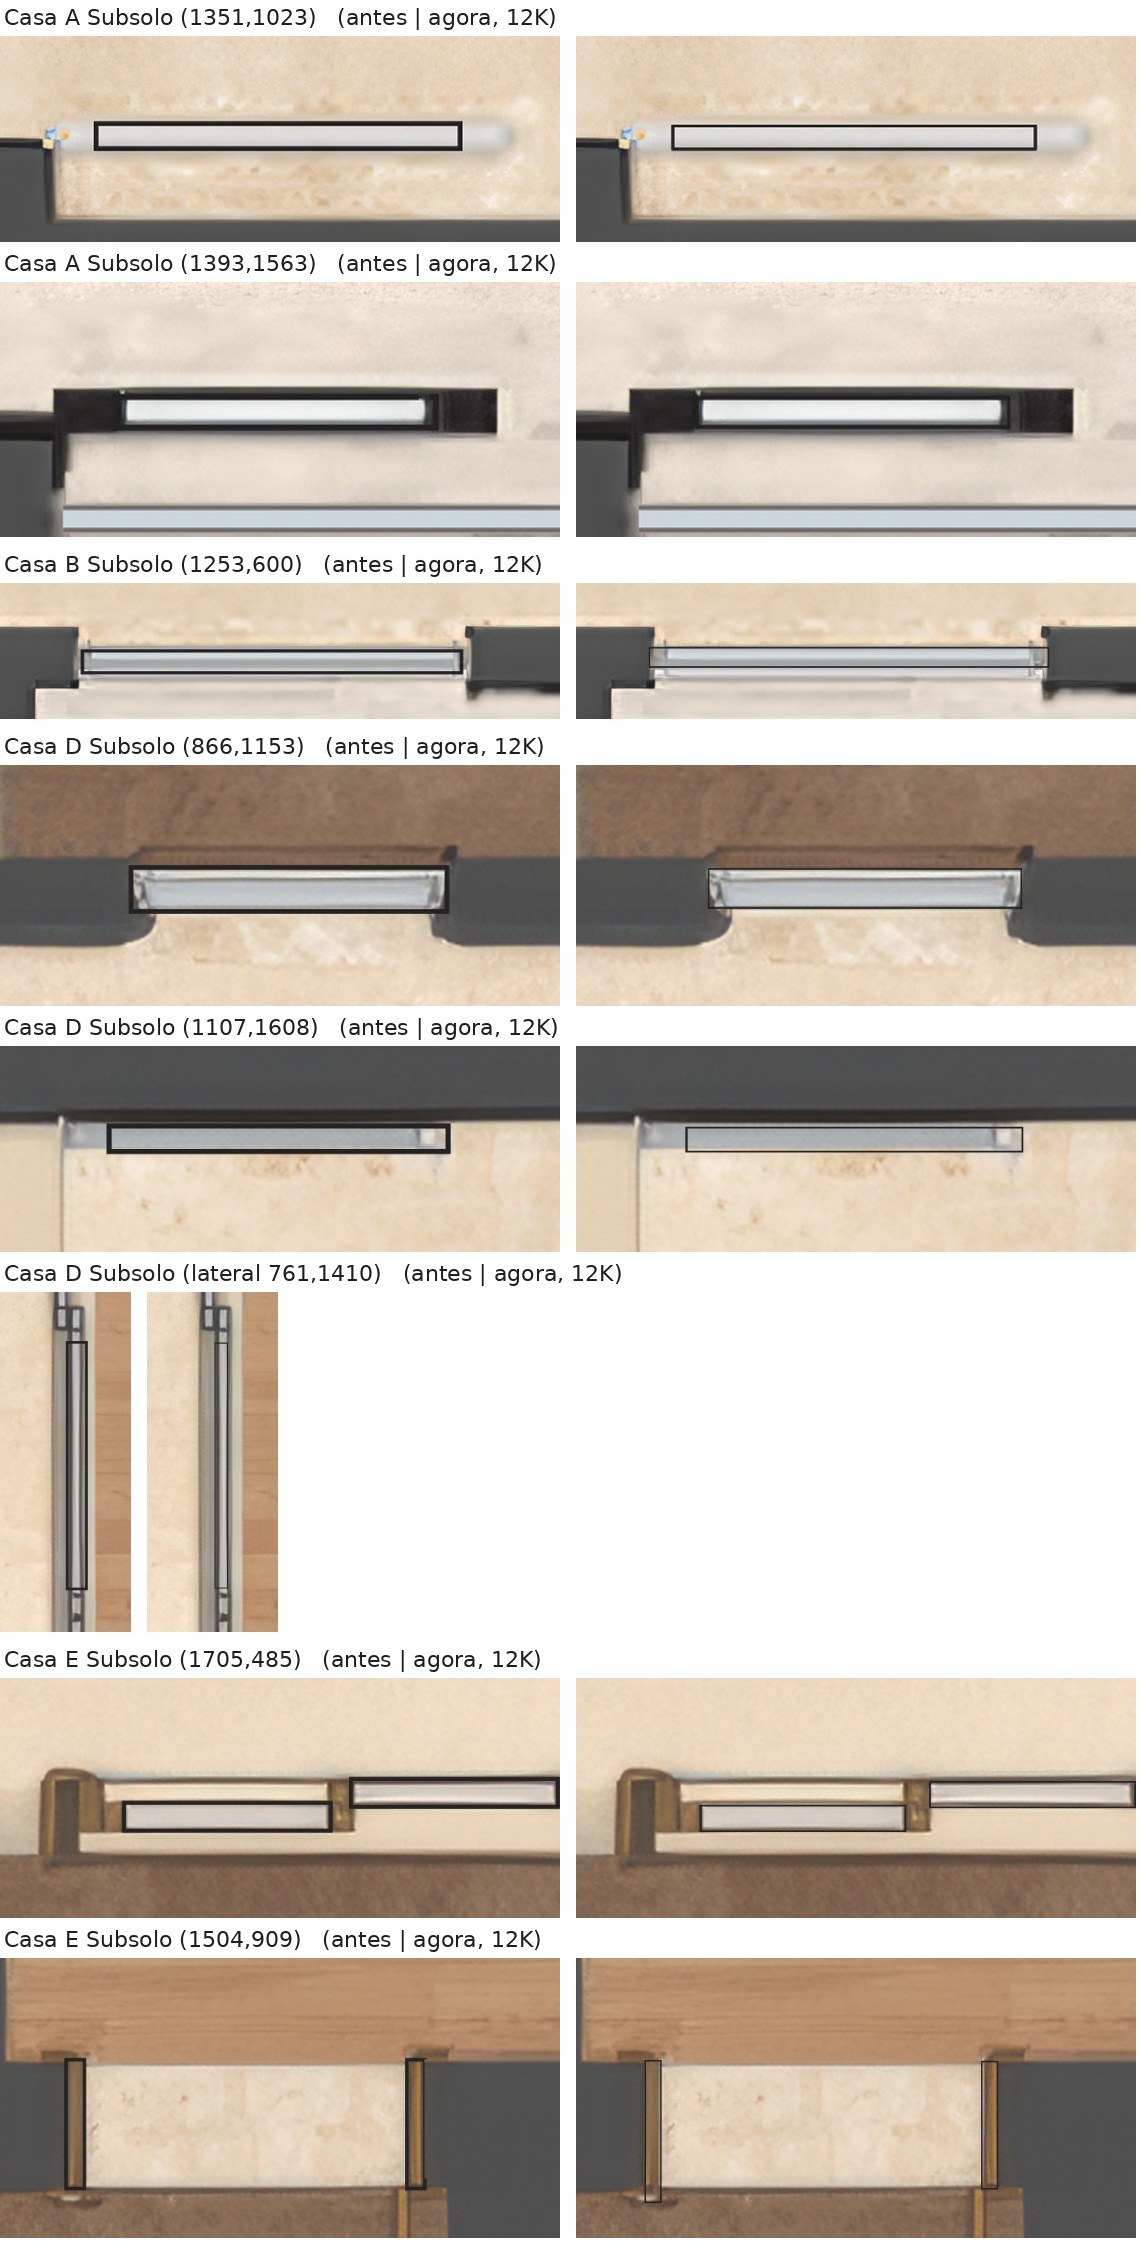 Casa A Subsolo (1351,1023) (antes | agora, 12K)
Casa A Subsolo (1393,1563) (antes | agora, 12K)
Casa B Subsolo (1253,600) (antes | agora, 12K)
Casa D Subsolo (866,1153) (antes | agora, 12K)
Casa D Subsolo (1107,1608) (antes | agora, 12K)
Casa D Subsolo (lateral 761,1410) (antes | agora, 12K)
Casa E Subsolo (1705,485) (antes | agora, 12K)
Casa E Subsolo (1504,909) (antes | agora, 12K)